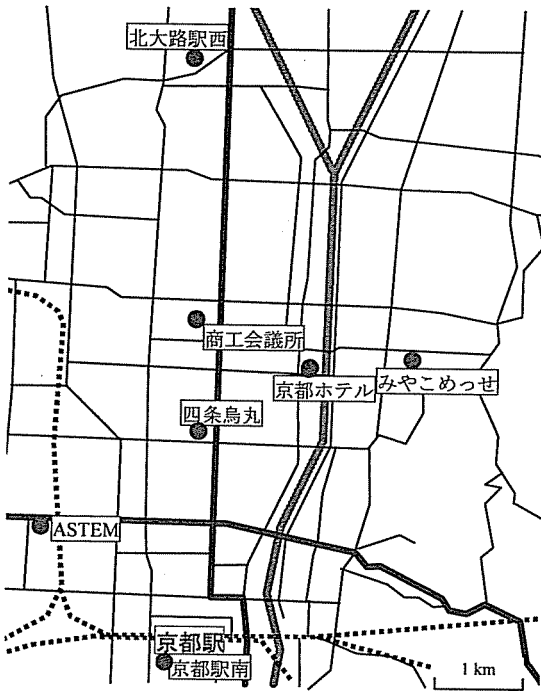 北大路駅西
商工会議所
京都ホテル
みやこめっせ
四条烏丸
ASTEM
京都駅
京都駅南
1 km